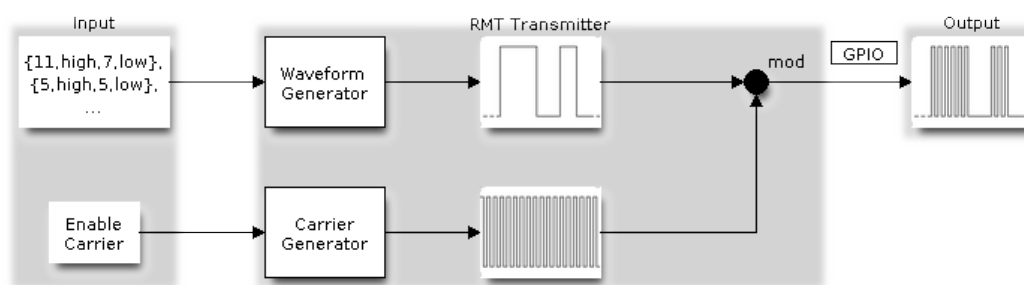 Input
RMT Transmitter
Output
{11,high,7,low},
{5,high,5,low},
...
Waveform
Generator
mod
GPIO
Enable
Carrier
Carrier
Generator